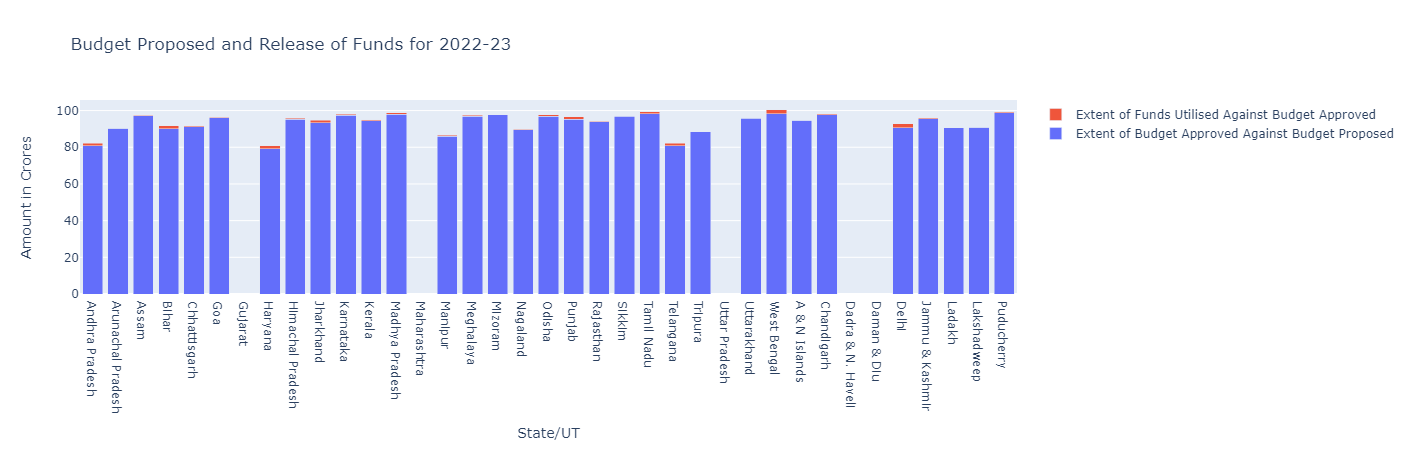 Budget Proposed and Release of Funds for 2022-23
Extent of Funds Utilised Against Budget Approved
Extent of Budget Approved Against Budget Proposed
Amount in Crores
100
80
60
40
20
0
Andhra Pradesh
Arunachal Pradesh
Assam
Bihar
Chhattisgarh
Goa
Gujarat
Haryana
Himachal Pradesh
Jharkhand
Karnataka
Kerala
Madhya Pradesh
Maharashtra
Manipur
Meghalaya
Mizoram
Nagaland
Odisha
Punjab
Rajasthan
Sikkim
Tamil Nadu
Telangana
Tripura
Uttar Pradesh
Uttarakhand
West Bengal
A & N Islands
Chandigarh
Dadra & N. Haveli
Daman & Diu
Delhi
Jammu & Kashmir
Ladakh
Lakshadweep
Puducherry
State/UT